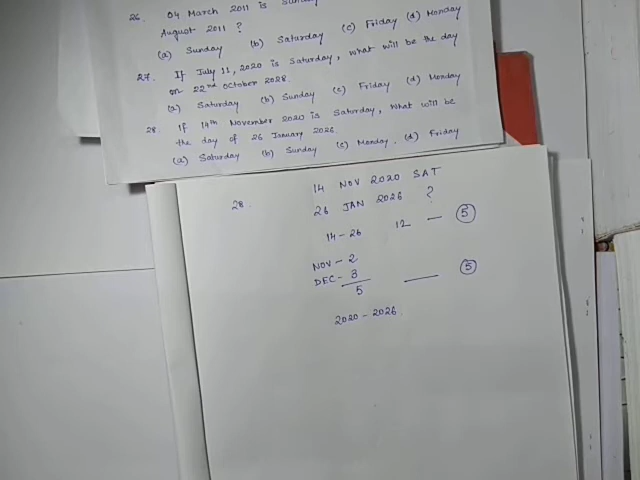 26. 04 March 2011 is Sunday
August 2011 ?
(a) Sunday (b) Saturday (c) Friday (d) Monday
27. If July 11, 2020 is Saturday, what will be the day
on 22nd October 2028.
(a) Saturday (b) Sunday (c) Friday (d) Monday
28. If 14th November 2020 is Saturday, What will be
the day of 26 January 2026.
(a) Saturday (b) Sunday (c) Monday, (d) Friday
28. 14 NOV 2020 SAT
26 JAN 2026 ?
14-26 12 — 5
NOV - 2
DEC - 3
5 — 5
2020 - 2026